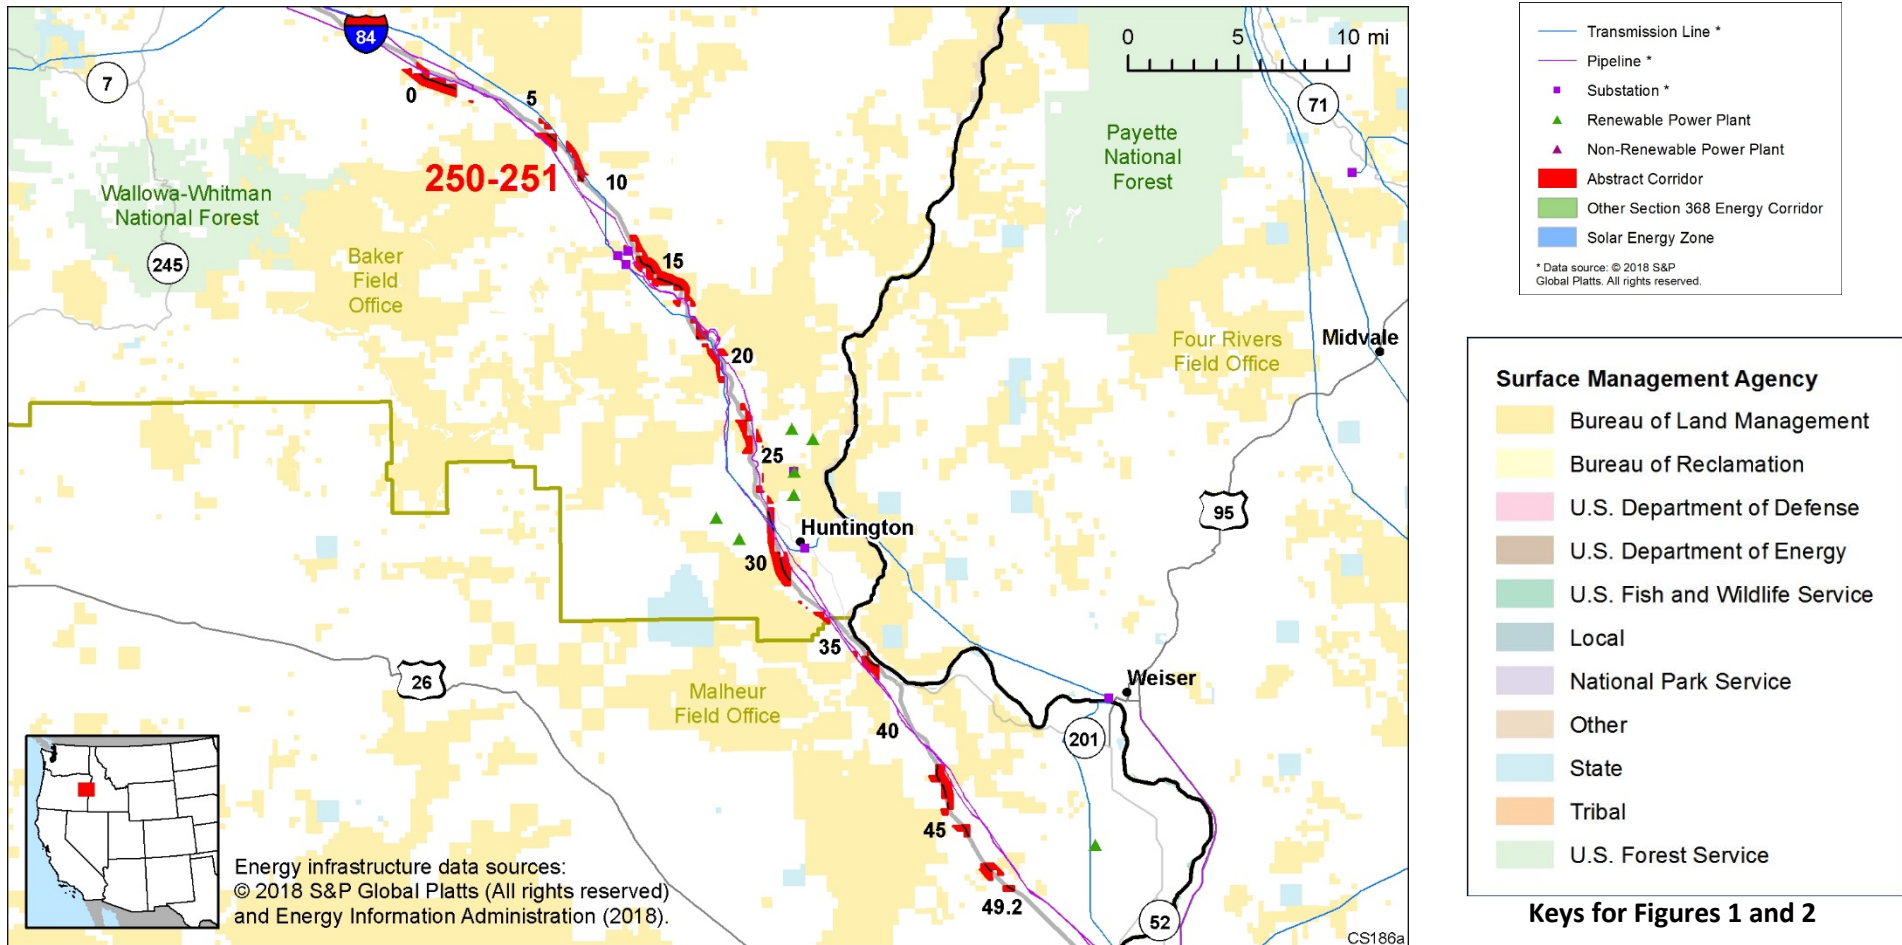 84
0 5 10 mi
7
71
0
5
250-251
10
Payette
National
Forest
Wallowa-Whitman
National Forest
245
Baker
Field
Office
15
20
Four Rivers
Field Office
Midvale
25
95
Huntington
30
35
26
Malheur
Field Office
Weiser
40
201
45
49.2
52
Energy infrastructure data sources:
© 2018 S&P Global Platts (All rights reserved)
and Energy Information Administration (2018).
CS186a
Transmission Line *
Pipeline *
Substation *
Renewable Power Plant
Non-Renewable Power Plant
Abstract Corridor
Other Section 368 Energy Corridor
Solar Energy Zone
* Data source: © 2018 S&P
Global Platts. All rights reserved.
Surface Management Agency
Bureau of Land Management
Bureau of Reclamation
U.S. Department of Defense
U.S. Department of Energy
U.S. Fish and Wildlife Service
Local
National Park Service
Other
State
Tribal
U.S. Forest Service
Keys for Figures 1 and 2